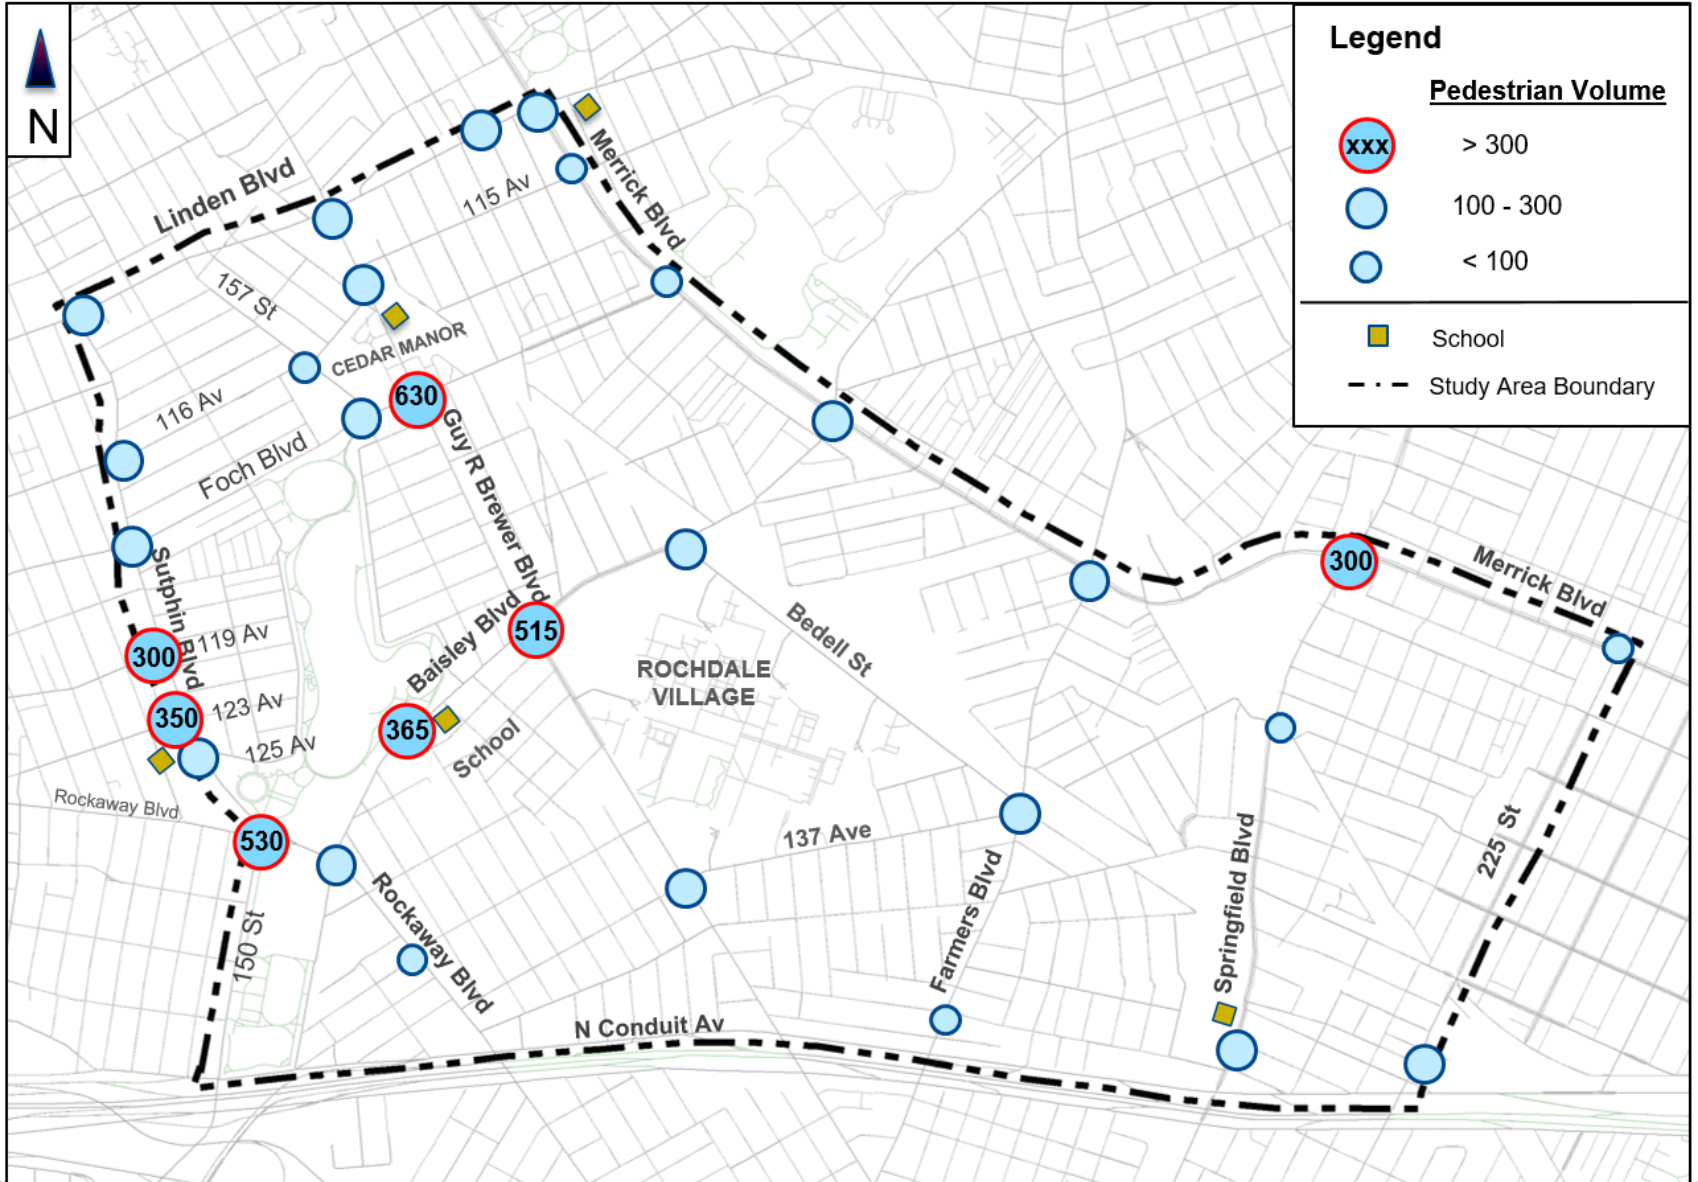 N
Legend
Pedestrian Volume
xxx
> 300
100 - 300
< 100
School
Study Area Boundary
Linden Blvd
115 Av
Merrick Blvd
157 St
CEDAR MANOR
116 Av
630
Foch Blvd
Guy R Brewer Blvd
Sutphin Blvd
300
Merrick Blvd
119 Av
300
Baisley Blvd
515
Bedell St
ROCHDALE
VILLAGE
123 Av
350
365
125 Av
School
Rockaway Blvd
530
137 Ave
225 St
Rockaway Blvd
150 St
Farmers Blvd
Springfield Blvd
N Conduit Av